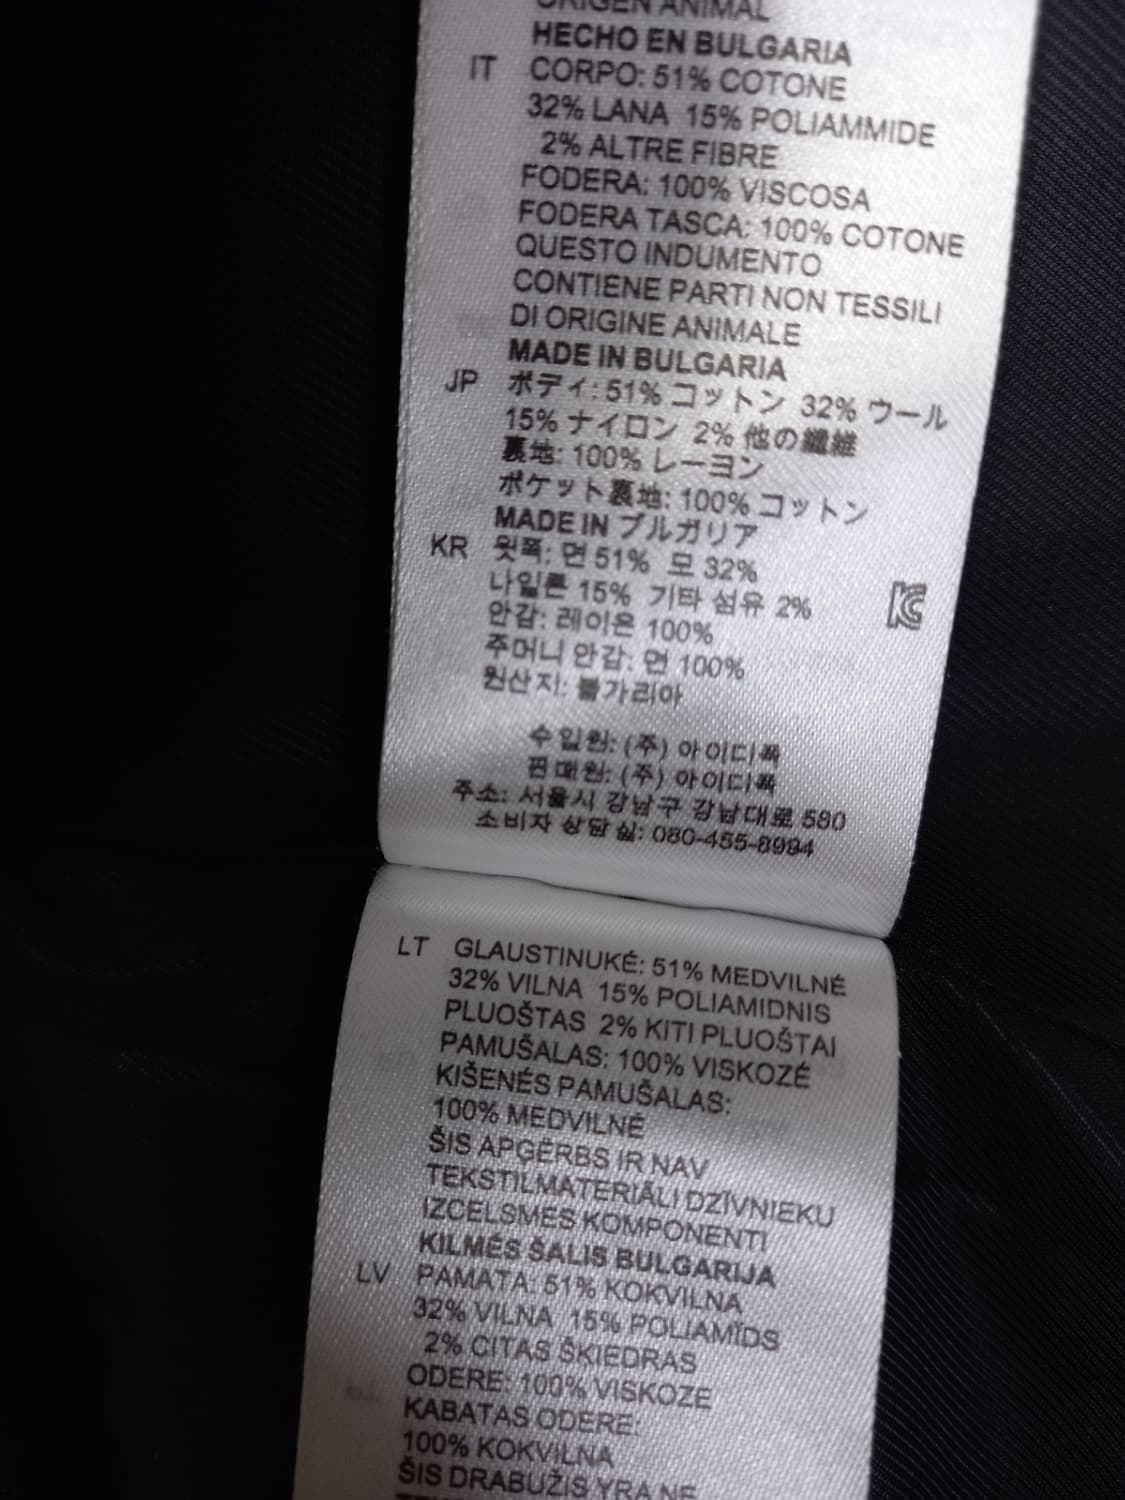 ORIGEN ANIMAL
HECHO EN BULGARIA
IT CORPO: 51% COTONE
32% LANA 15% POLIAMMIDE
2% ALTRE FIBRE
FODERA: 100% VISCOSA
FODERA TASCA: 100% COTONE
QUESTO INDUMENTO
CONTIENE PARTI NON TESSILI
DI ORIGINE ANIMALE
MADE IN BULGARIA
JP ボディ: 51% コットン 32% ウール
15% ナイロン 2% 他の繊維
裏地: 100% レーヨン
ポケット裏地: 100% コットン
MADE IN ブルガリア
KR 윗쪽: 면 51% 모 32%
나일론 15% 기타 섬유 2%
안감: 레이온 100%
주머니 안감: 면 100%
원산지: 불가리아
수입원: (주) 아이디룩
판매원: (주) 아이디룩
주소: 서울시 강남구 강남대로 580
소비자 상담실: 080-455-8994
LT GLAUSTINUKÉ: 51% MEDVILNÉ
32% VILNA 15% POLIAMIDNIS
PLUOŠTAS 2% KITI PLUOŠTAI
PAMUŠALAS: 100% VISKOZÉ
KIŠENÉS PAMUŠALAS:
100% MEDVILNÉ
ŠIS APĢĒRBS IR NAV
TEKSTILMATERIĀLI DZĪVNIEKU
IZCELSMES KOMPONENTI
KILMÉS ŠALIS BULGARIJA
LV PAMATA: 51% KOKVILNA
32% VILNA 15% POLIAMĪDS
2% CITAS ŠKIEDRAS
ODERE: 100% VISKOZE
KABATAS ODERE:
100% KOKVILNA
ŠIS DRABUŽIS YRA NE